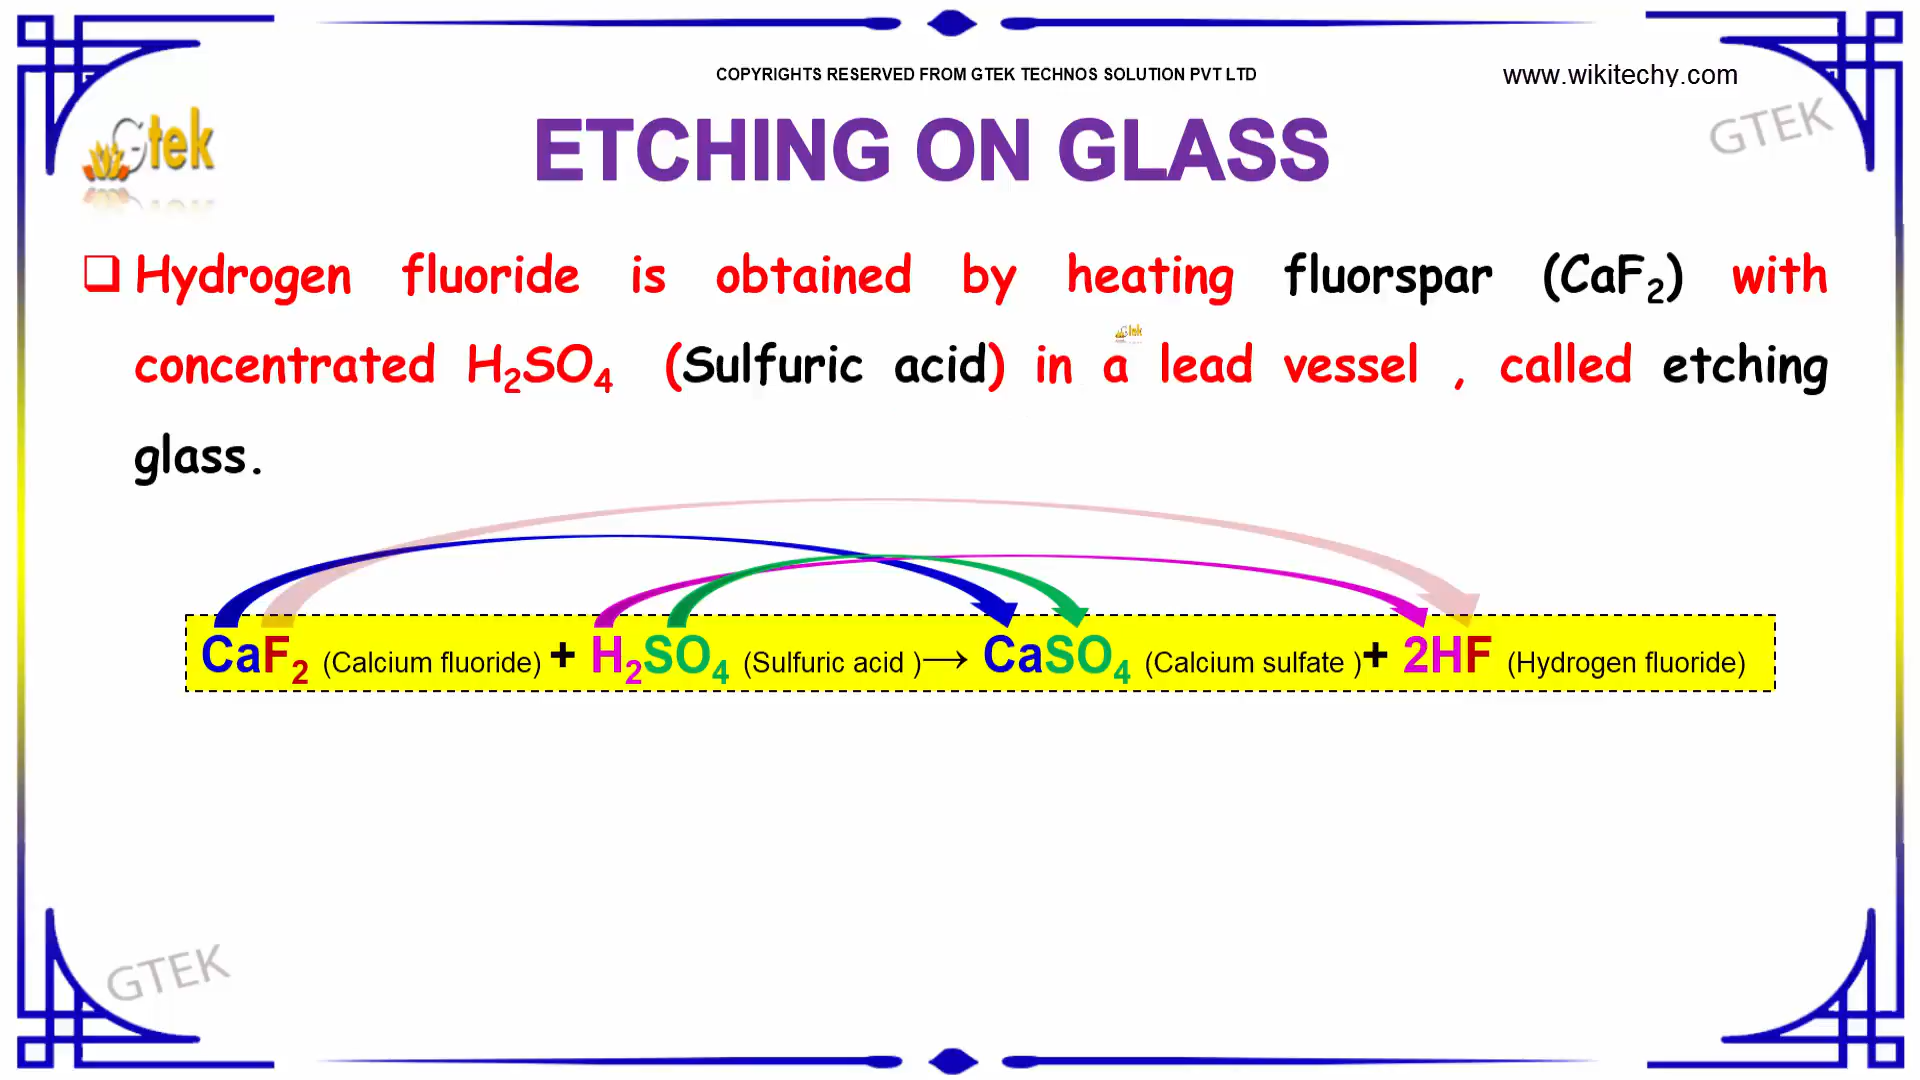 COPYRIGHTS RESERVED FROM GTEK TECHNOS SOLUTION PVT LTD
www.wikitechy.com
GTEK
Gtek
ETCHING ON GLASS
❑ Hydrogen fluoride is obtained by heating fluorspar (CaF₂) with
concentrated H₂SO₄ (Sulfuric acid) in a lead vessel , called etching
glass.
CaF₂ (Calcium fluoride) + H₂SO₄ (Sulfuric acid )→ CaSO₄ (Calcium sulfate )+ 2HF (Hydrogen fluoride)
GTEK